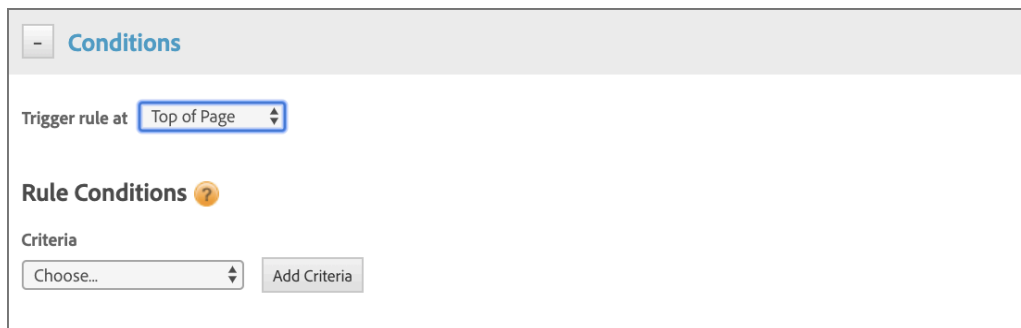 - Conditions
Trigger rule at Top of Page
Rule Conditions ?
Criteria
Choose... Add Criteria